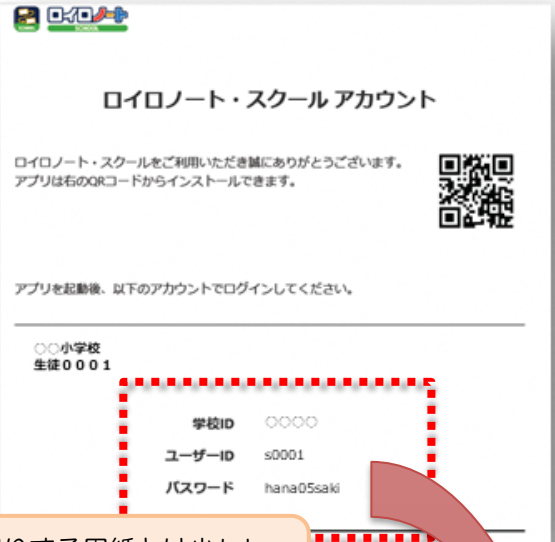 ロイロノート
SCHOOL
ロイロノート・スクール アカウント
ロイロノート・スクールをご利用いただき誠にありがとうございます。
アプリは右のQRコードからインストールできます。
アプリを起動後、以下のアカウントでログインしてください。
○○小学校
生徒0001
学校ID ○○○○
ユーザーID s0001
パスワード hana05saki